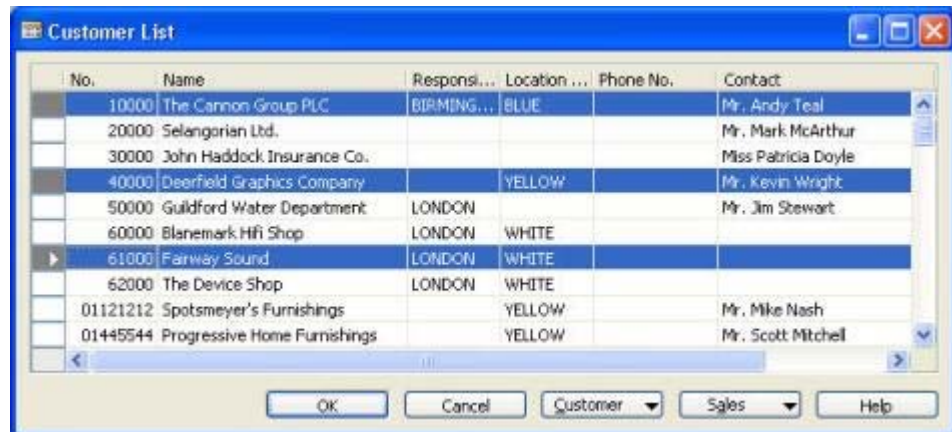 Customer List
No. Name Responsi... Location ... Phone No. Contact
10000 The Cannon Group PLC BIRMING... BLUE Mr. Andy Teal
20000 Selangorian Ltd. Mr. Mark McArthur
30000 John Haddock Insurance Co. Miss Patricia Doyle
40000 Deerfield Graphics Company YELLOW Mr. Kevin Wright
50000 Guildford Water Department LONDON Mr. Jim Stewart
60000 Blanemark Hifi Shop LONDON WHITE
61000 Fairway Sound LONDON WHITE
62000 The Device Shop LONDON WHITE
01121212 Spotsmeyer's Furnishings YELLOW Mr. Mike Nash
01445544 Progressive Home Furnishings YELLOW Mr. Scott Mitchell
OK Cancel Customer Sales Help